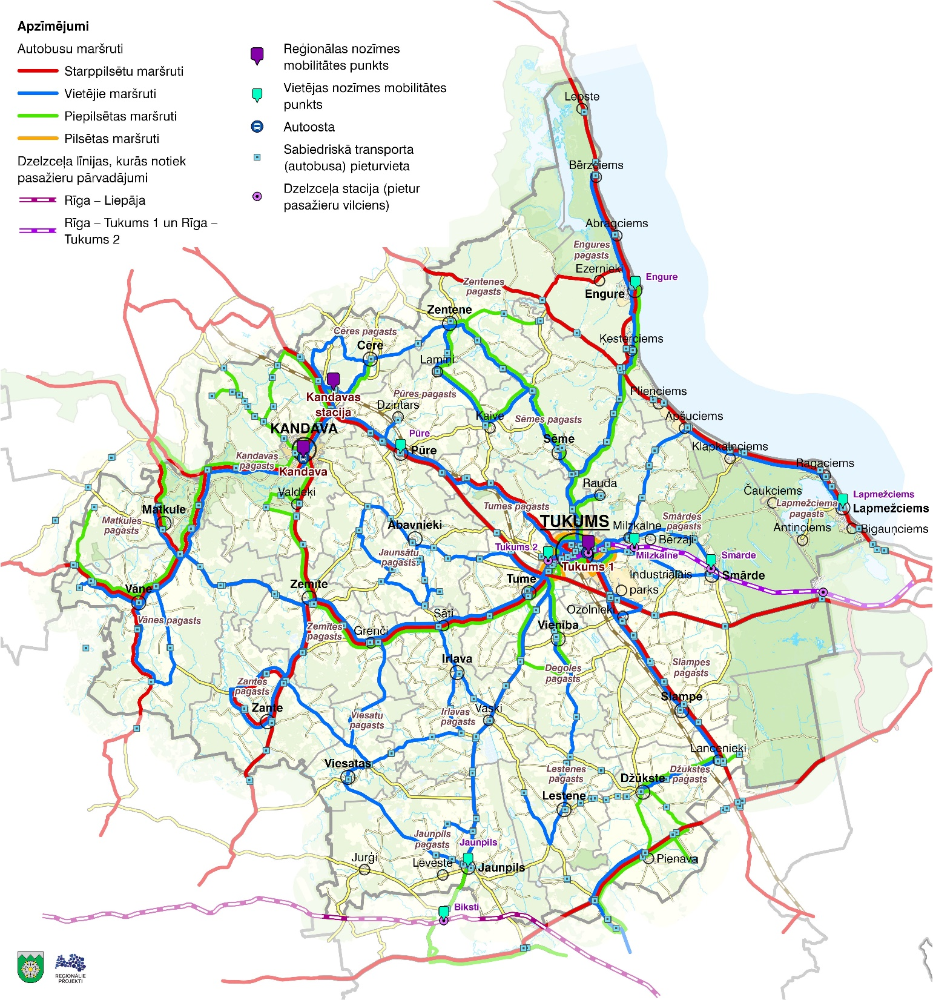 Apzīmējumi
Autobusu maršruti
Starppilsētu maršruti
Vietējie maršruti
Piepilsētas maršruti
Pilsētas maršruti
Dzelzceļa līnijas, kurās notiek
pasažieru pārvadājumi
Rīga – Liepāja
Rīga – Tukums 1 un Rīga –
Tukums 2
Reģionālas nozīmes
mobilitātes punkts
Vietējas nozīmes mobilitātes
punkts
Autoosta
Sabiedriskā transporta
(autobusa) pieturvieta
Dzelzceļa stacija (pietur
pasažieru vilciens)
Lepste
Bērzciems
Abragciems
Engures
pagasts
Ezernieki
Engure
Engure
Zentenes
pagasts
Zentene
Cēres pagasts
Cēre
Ķesterciems
Lamiņi
Plienciems
Kandavas
stacija
Pūres pagasts
Dzintars
Kaive
Sēmes pagasts
Apšuciems
KANDAVA
Pūre
Pūre
Sēme
Klapkalnciems
Kandavas
pagasts
Kandava
Ragaciems
Valdeķi
Rauda
Čaukciems
Lapmežciems
Lapmežciema
pagasts
Lapmežciems
Matkule
Matkules
pagasts
Tumes pagasts
TUKUMS
Abavnieki
Milzkalne
Smārdes
pagasts
Bērzāji
Antiņciems
Bigauņciems
Jaunsātu
pagasts
Tukums 2
Tukums 1
Milzkalne
Smārde
Smārde
Industriālais
parks
Tume
Zemīte
Vāne
Ozolnieki
Sāti
Vānes pagasts
Zemītes
pagasts
Grenči
Vienība
Irlava
Degoles
pagasts
Slampes
pagasts
Zantes
pagasts
Zante
Slampe
Viesatu
pagasts
Irlavas
pagasts
Vaski
Lancenieki
Viesatas
Lestenes
pagasts
Džūkstes
pagasts
Džūkste
Lestene
Jaunpils
pagasts
Jaunpils
Jurģi
Leveste
Jaunpils
Pienava
Biksti
REGIONĀLIE
PROJEKTI